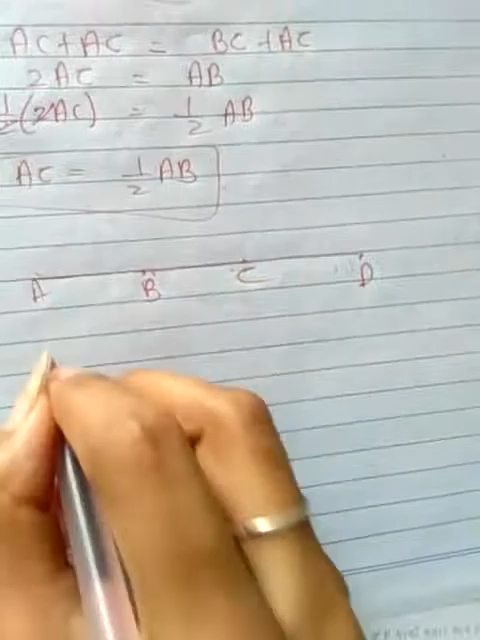 AC + AC = BC + AC
2AC = AB
1/2 (2AC) = 1/2 AB
AC = 1/2 AB
A B C D